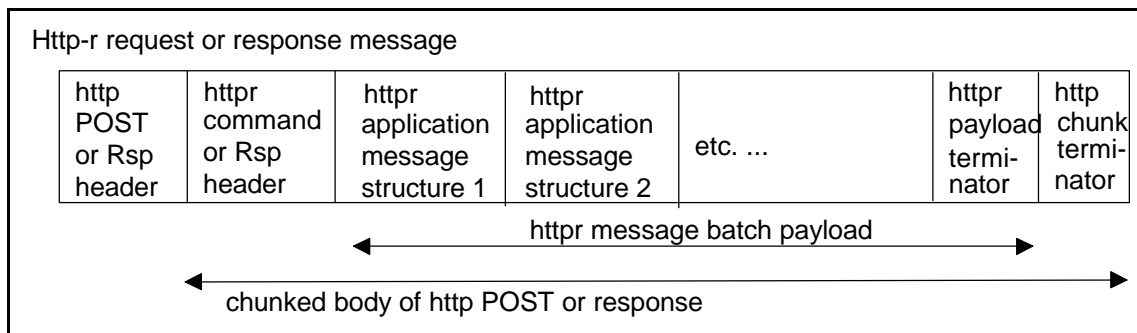 Http-r request or response message
http
POST
or Rsp
header
httpr
command
or Rsp
header
httpr
application
message
structure 1
httpr
application
message
structure 2
etc. ...
httpr
payload
termi-
nator
http
chunk
termi-
nator
httpr message batch payload
chunked body of http POST or response